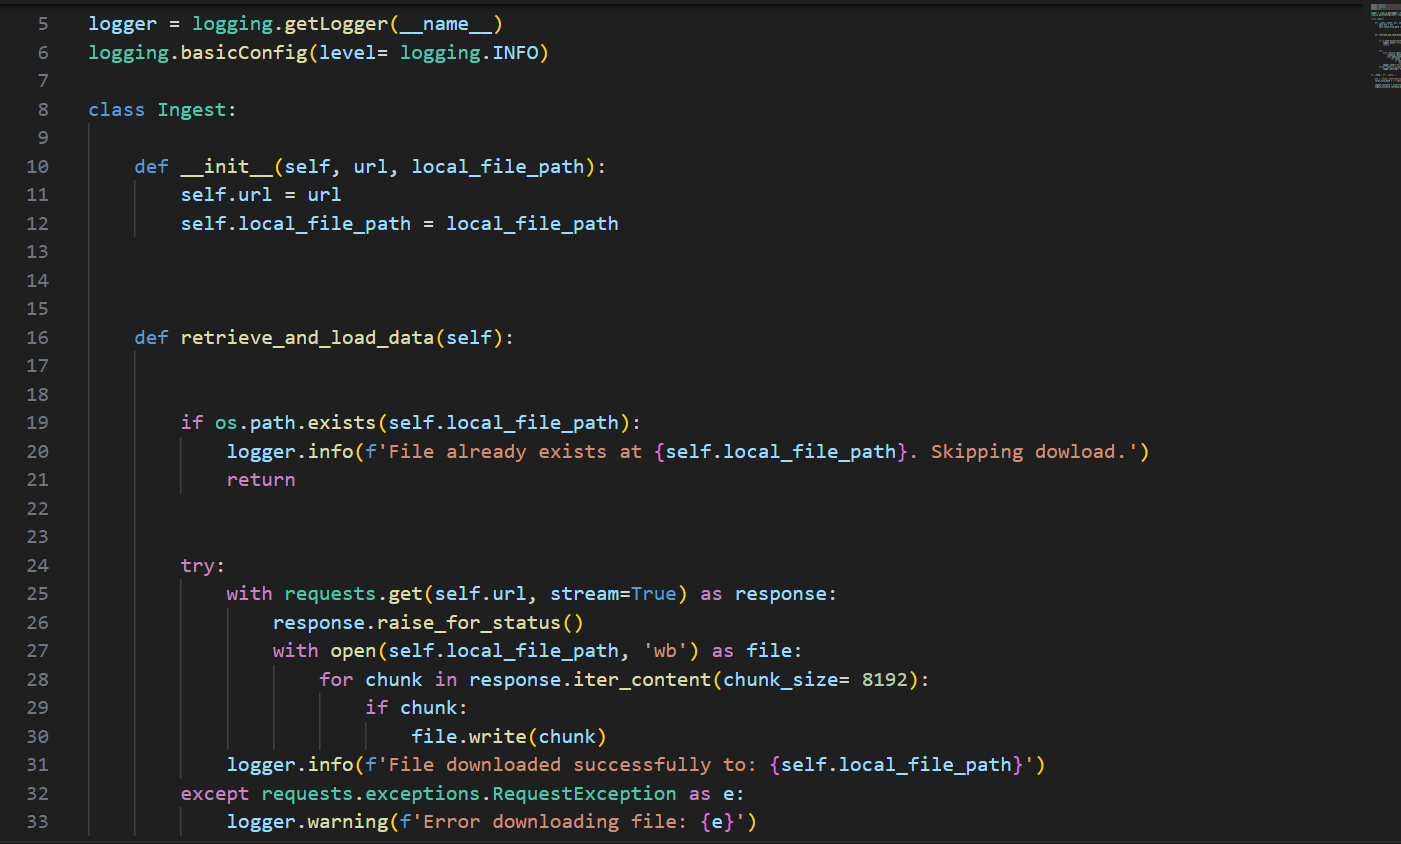 5 logger = logging.getLogger(__name__)
6 logging.basicConfig(level= logging.INFO)
7
8 class Ingest:
9
10     def __init__(self, url, local_file_path):
11         self.url = url
12         self.local_file_path = local_file_path
13
14
15
16     def retrieve_and_load_data(self):
17
18
19         if os.path.exists(self.local_file_path):
20             logger.info(f'File already exists at {self.local_file_path}. Skipping dowload.')
21             return
22
23
24         try:
25             with requests.get(self.url, stream=True) as response:
26                 response.raise_for_status()
27                 with open(self.local_file_path, 'wb') as file:
28                     for chunk in response.iter_content(chunk_size= 8192):
29                         if chunk:
30                             file.write(chunk)
31             logger.info(f'File downloaded successfully to: {self.local_file_path}')
32         except requests.exceptions.RequestException as e:
33             logger.warning(f'Error downloading file: {e}')